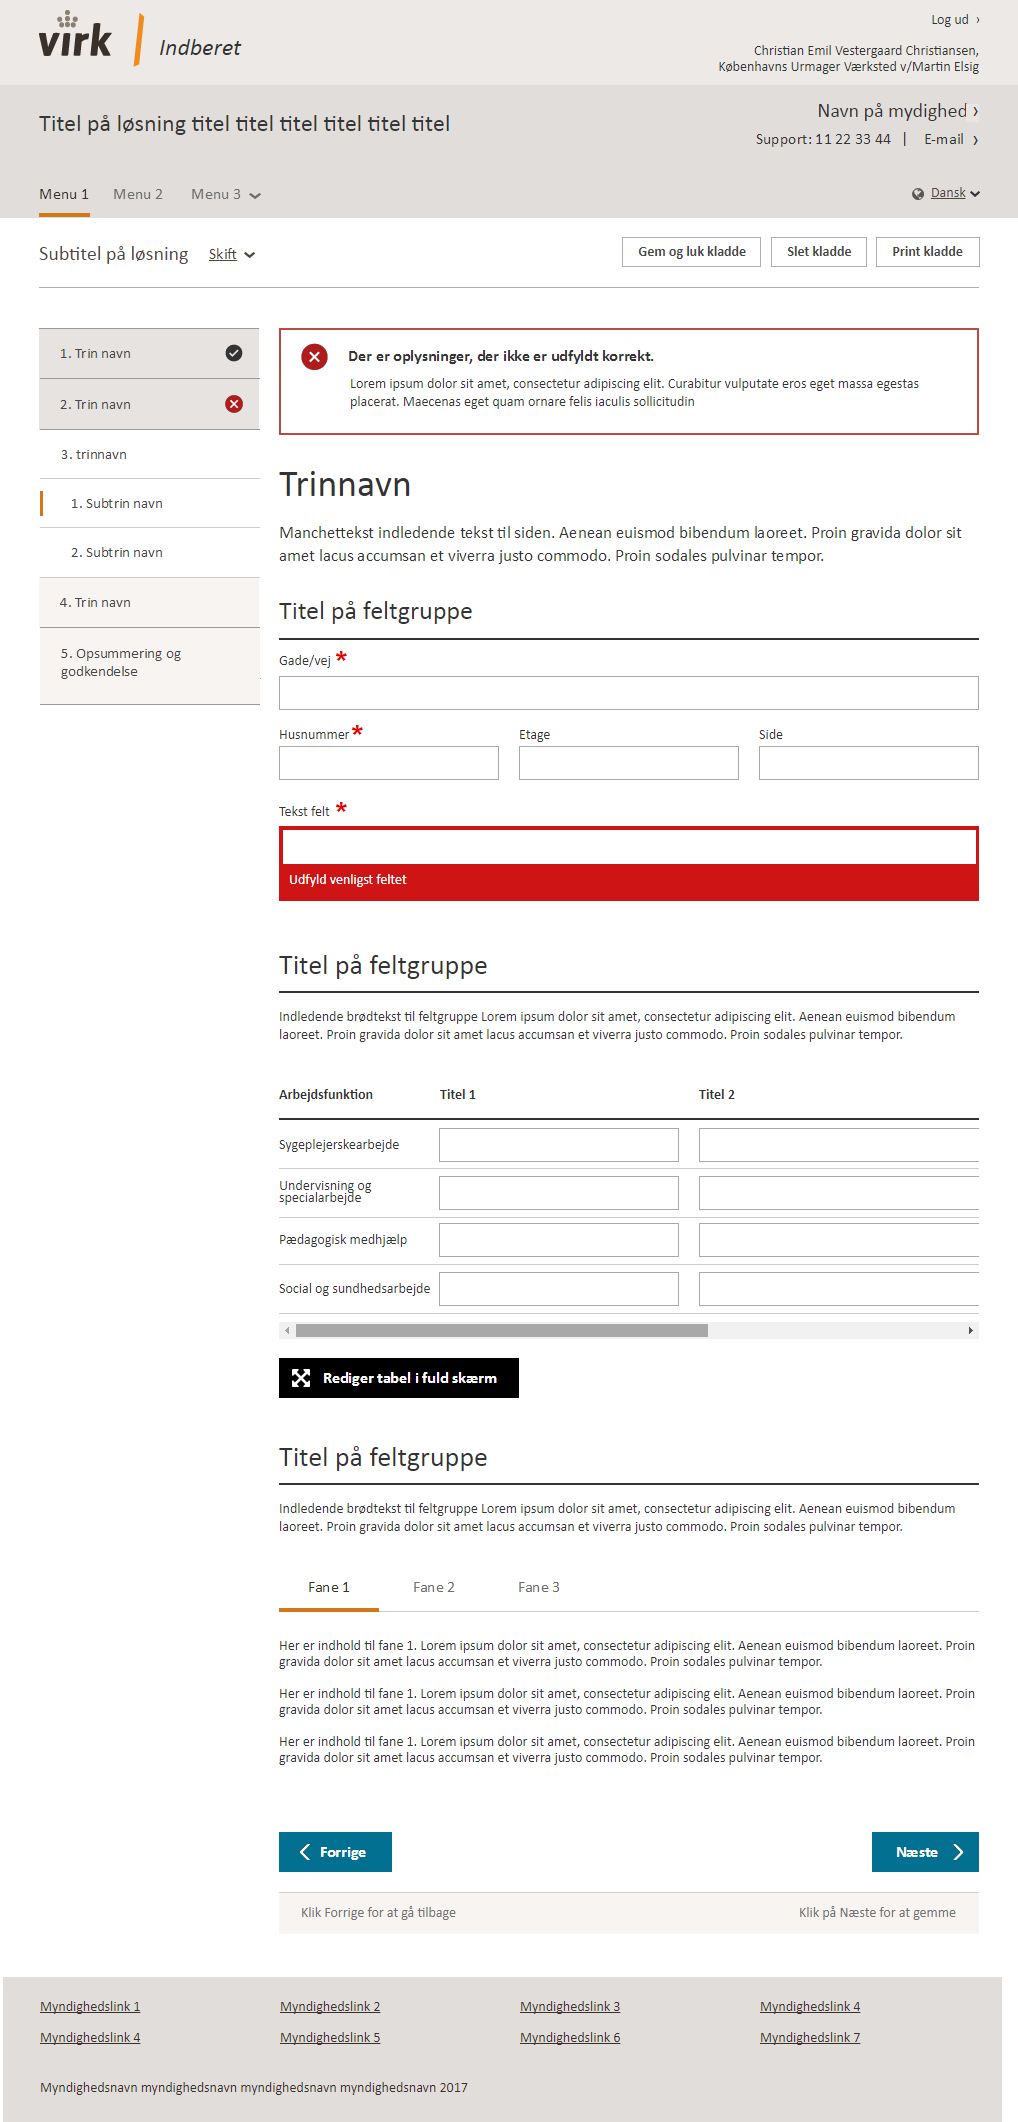 virk Indberet
Log ud ›
Christian Emil Vestergaard Christiansen,
Københavns Urmager Værksted v/Martin Elsig
Titel på løsning titel titel titel titel titel titel
Navn på mydighed ›
Support: 11 22 33 44 | E-mail ›
Menu 1 Menu 2 Menu 3
Dansk
Subtitel på løsning Skift
Gem og luk kladde Slet kladde Print kladde
1. Trin navn
2. Trin navn
3. trinnavn
1. Subtrin navn
2. Subtrin navn
4. Trin navn
5. Opsummering og
godkendelse
Der er oplysninger, der ikke er udfyldt korrekt.
Lorem ipsum dolor sit amet, consectetur adipiscing elit. Curabitur vulputate eros eget massa egestas
placerat. Maecenas eget quam ornare felis iaculis sollicitudin
Trinnavn
Manchettekst indledende tekst til siden. Aenean euismod bibendum laoreet. Proin gravida dolor sit
amet lacus accumsan et viverra justo commodo. Proin sodales pulvinar tempor.
Titel på feltgruppe
Gade/vej *
Husnummer * Etage Side
Tekst felt *
Udfyld venligst feltet
Titel på feltgruppe
Indledende brødtekst til feltgruppe Lorem ipsum dolor sit amet, consectetur adipiscing elit. Aenean euismod bibendum
laoreet. Proin gravida dolor sit amet lacus accumsan et viverra justo commodo. Proin sodales pulvinar tempor.
Arbejdsfunktion Titel 1 Titel 2
Sygeplejerskearbejde
Undervisning og
specialarbejde
Pædagogisk medhjælp
Social og sundhedsarbejde
Rediger tabel i fuld skærm
Titel på feltgruppe
Indledende brødtekst til feltgruppe Lorem ipsum dolor sit amet, consectetur adipiscing elit. Aenean euismod bibendum
laoreet. Proin gravida dolor sit amet lacus accumsan et viverra justo commodo. Proin sodales pulvinar tempor.
Fane 1 Fane 2 Fane 3
Her er indhold til fane 1. Lorem ipsum dolor sit amet, consectetur adipiscing elit. Aenean euismod bibendum laoreet. Proin
gravida dolor sit amet lacus accumsan et viverra justo commodo. Proin sodales pulvinar tempor.
Her er indhold til fane 1. Lorem ipsum dolor sit amet, consectetur adipiscing elit. Aenean euismod bibendum laoreet. Proin
gravida dolor sit amet lacus accumsan et viverra justo commodo. Proin sodales pulvinar tempor.
Her er indhold til fane 1. Lorem ipsum dolor sit amet, consectetur adipiscing elit. Aenean euismod bibendum laoreet. Proin
gravida dolor sit amet lacus accumsan et viverra justo commodo. Proin sodales pulvinar tempor.
Forrige Næste
Klik Forrige for at gå tilbage Klik på Næste for at gemme
Myndighedslink 1 Myndighedslink 2 Myndighedslink 3 Myndighedslink 4
Myndighedslink 4 Myndighedslink 5 Myndighedslink 6 Myndighedslink 7
Myndighedsnavn myndighedsnavn myndighedsnavn myndighedsnavn 2017